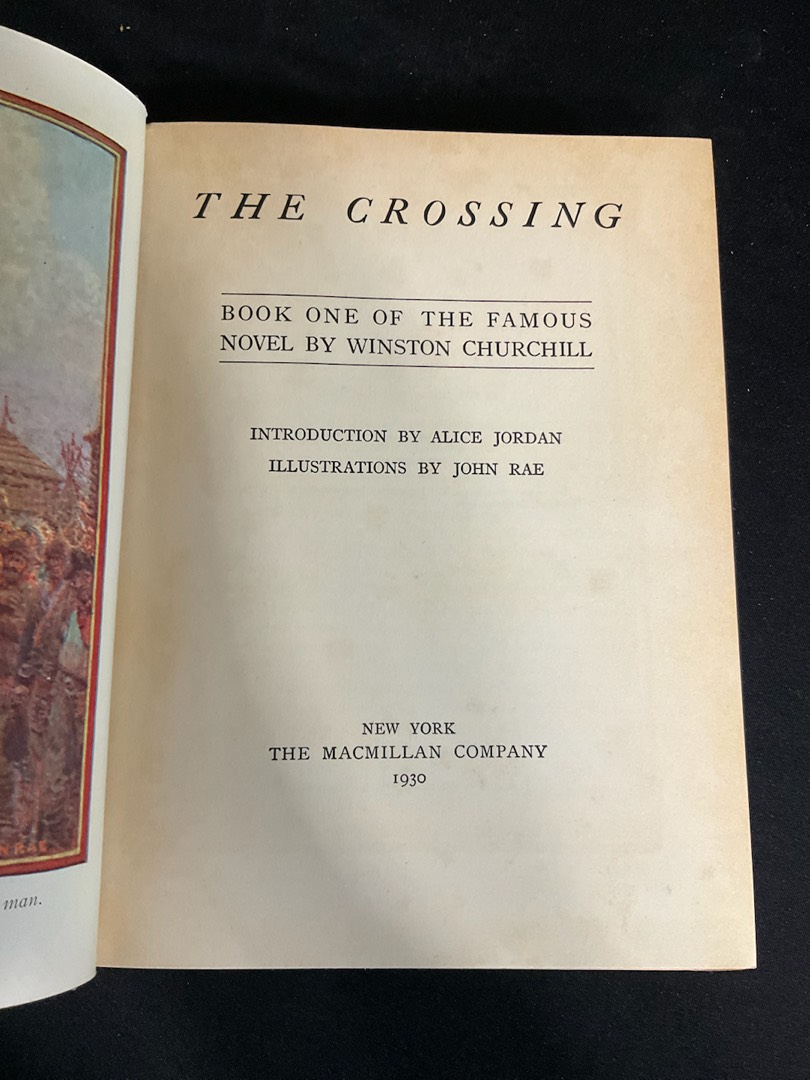 THE CROSSING
BOOK ONE OF THE FAMOUS
NOVEL BY WINSTON CHURCHILL
INTRODUCTION BY ALICE JORDAN
ILLUSTRATIONS BY JOHN RAE
NEW YORK
THE MACMILLAN COMPANY
1930
N RAE
man.